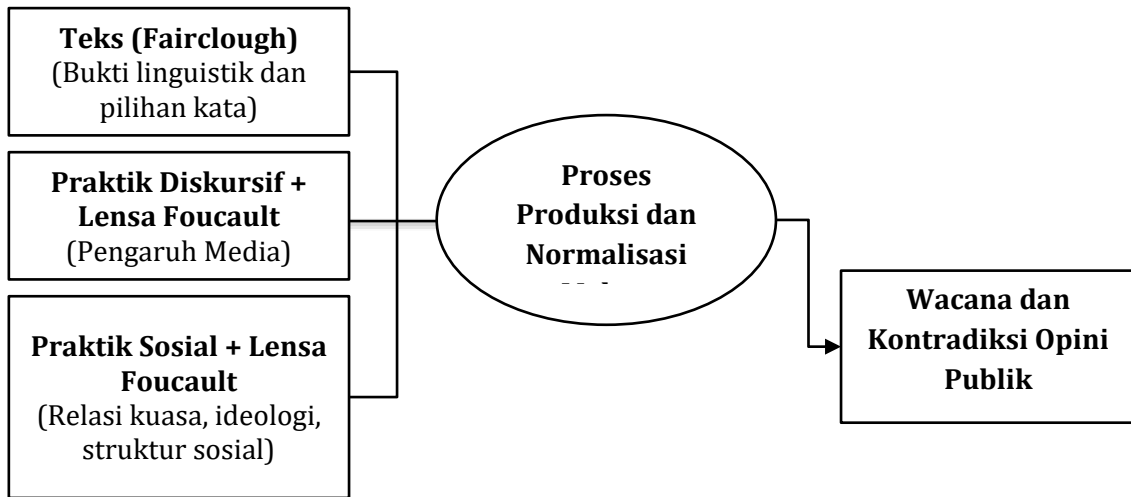 Teks (Fairclough)
(Bukti linguistik dan
pilihan kata)
Praktik Diskursif +
Lensa Foucault
(Pengaruh Media)
Praktik Sosial + Lensa
Foucault
(Relasi kuasa, ideologi,
struktur sosial)
Proses
Produksi dan
Normalisasi
Wacana dan
Kontradiksi Opini
Publik